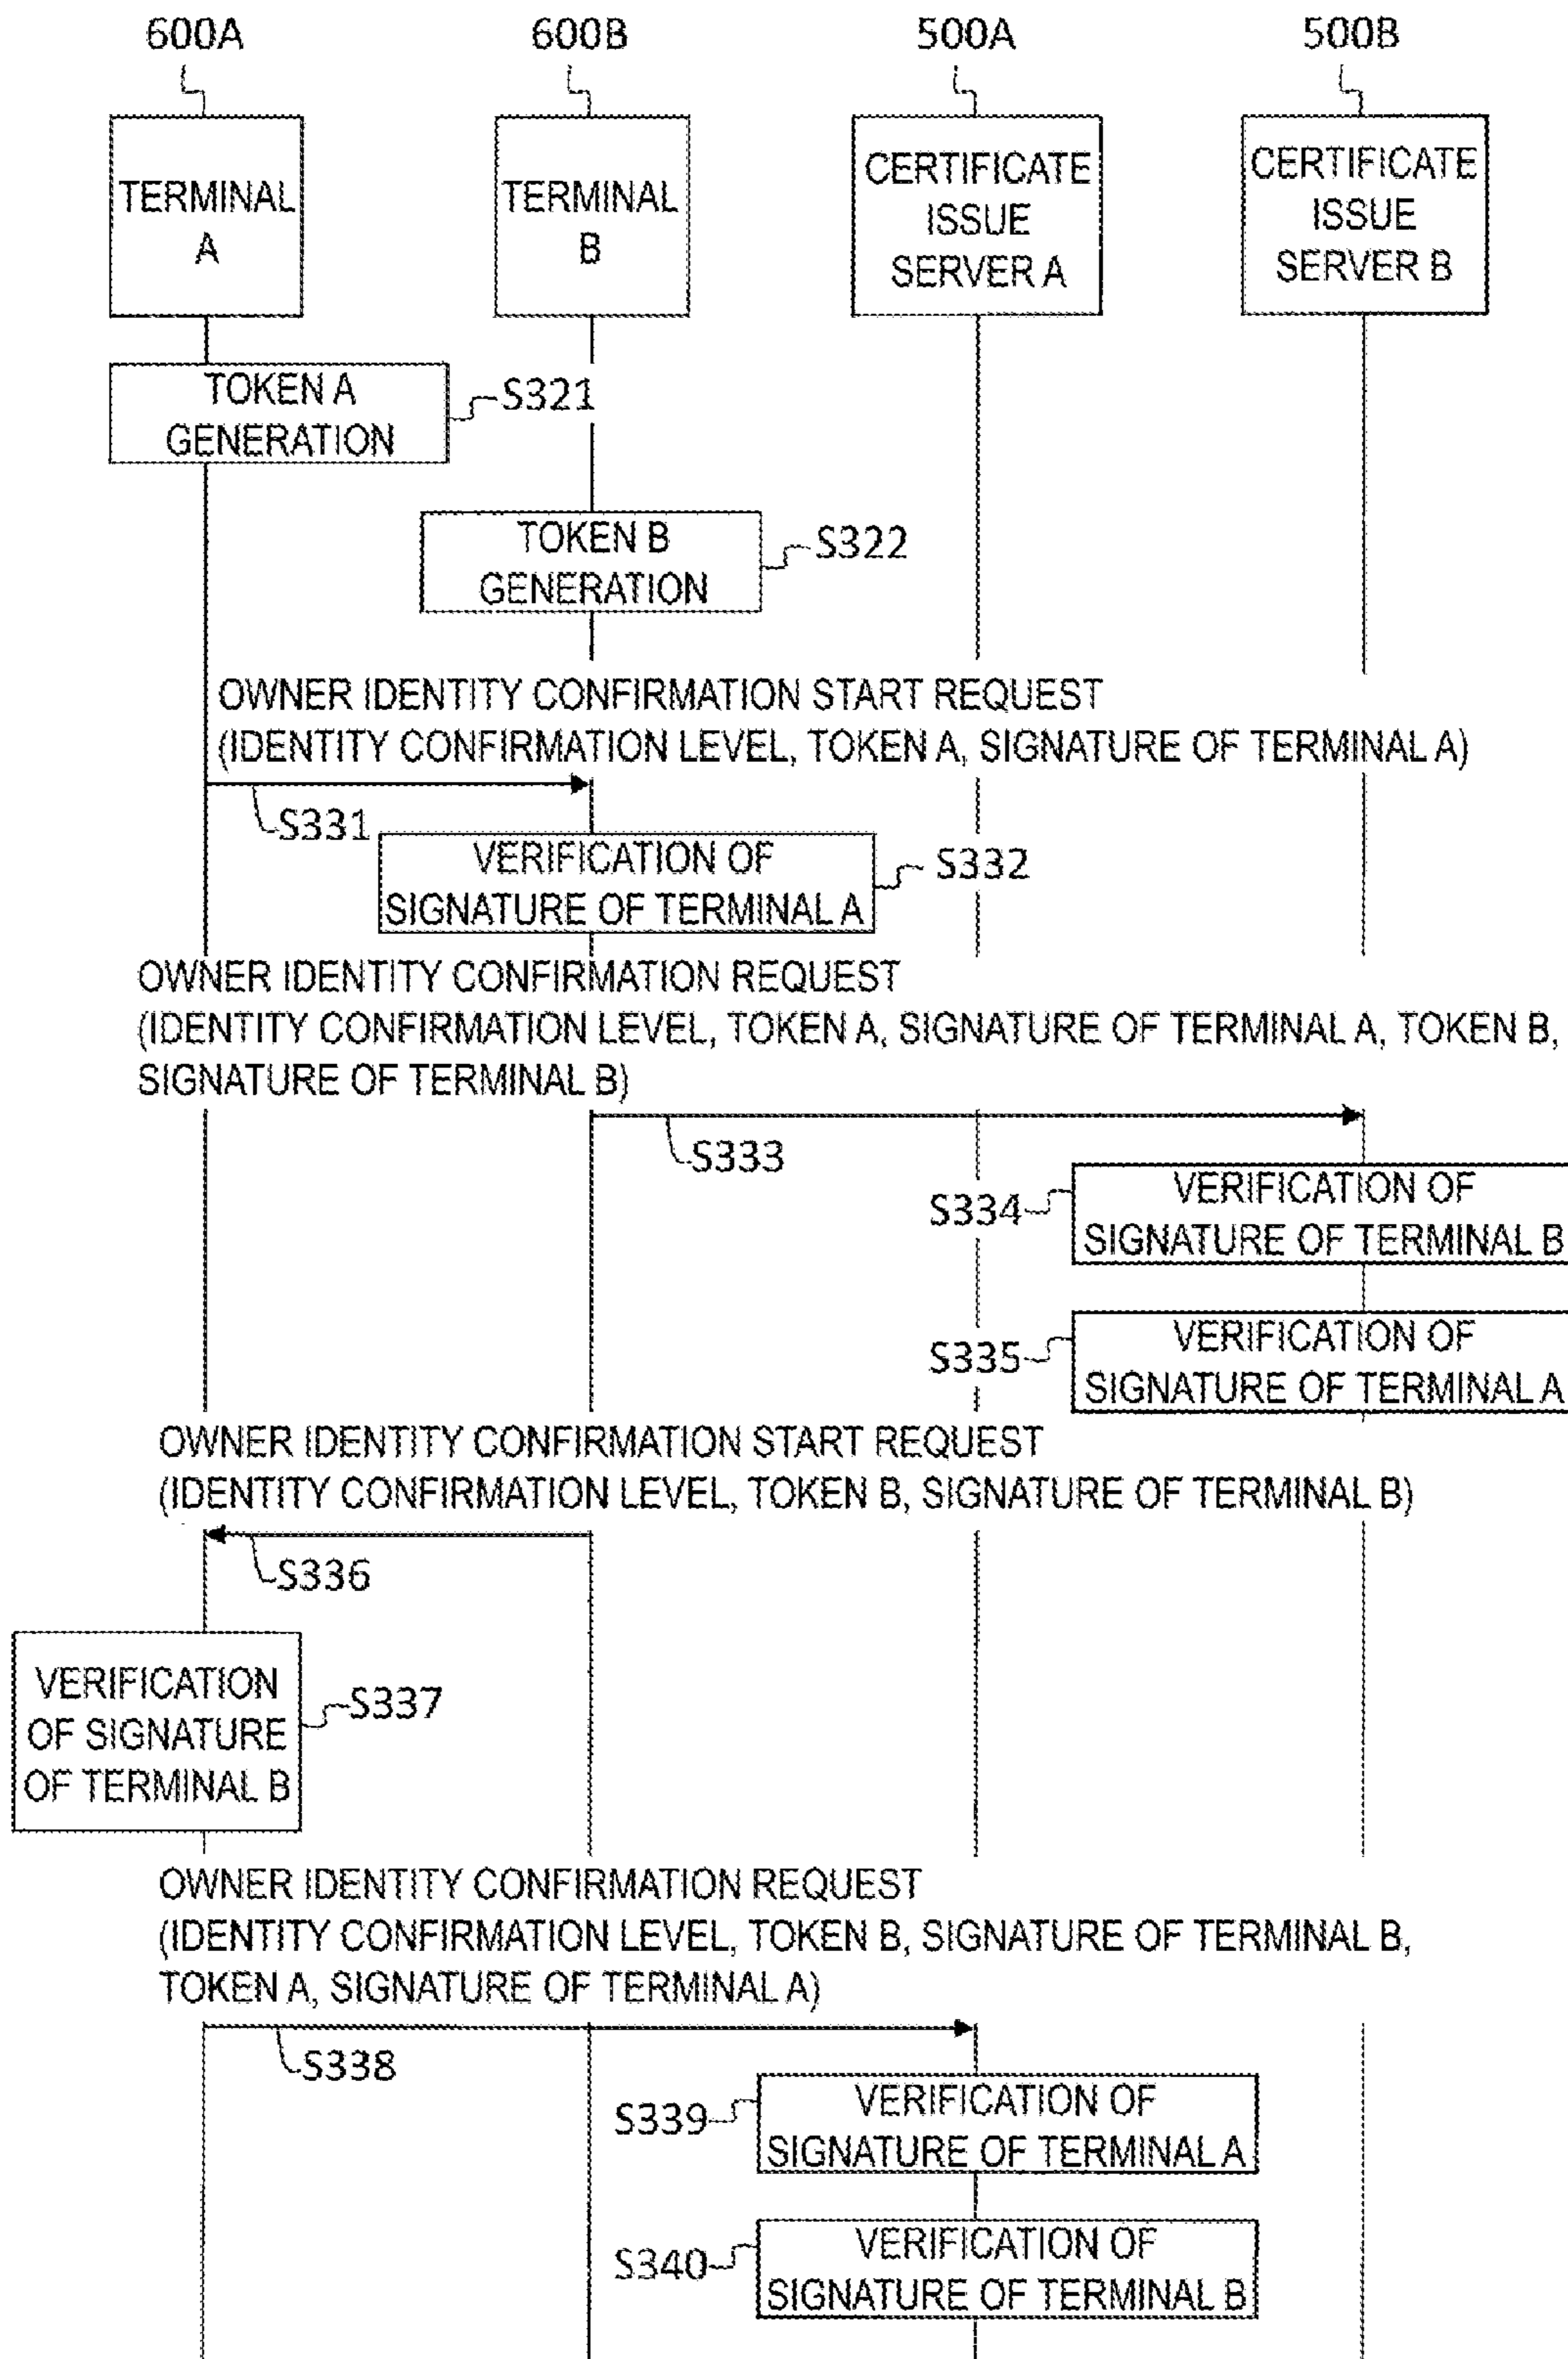 600A
600B
500A
500B
TERMINAL
A
TERMINAL
B
CERTIFICATE
ISSUE
SERVER A
CERTIFICATE
ISSUE
SERVER B
TOKEN A
GENERATION
S321
TOKEN B
GENERATION
S322
OWNER IDENTITY CONFIRMATION START REQUEST
(IDENTITY CONFIRMATION LEVEL, TOKEN A, SIGNATURE OF TERMINAL A)
S331
VERIFICATION OF
SIGNATURE OF TERMINAL A
S332
OWNER IDENTITY CONFIRMATION REQUEST
(IDENTITY CONFIRMATION LEVEL, TOKEN A, SIGNATURE OF TERMINAL A, TOKEN B,
SIGNATURE OF TERMINAL B)
S333
S334
VERIFICATION OF
SIGNATURE OF TERMINAL B
S335
VERIFICATION OF
SIGNATURE OF TERMINAL A
OWNER IDENTITY CONFIRMATION START REQUEST
(IDENTITY CONFIRMATION LEVEL, TOKEN B, SIGNATURE OF TERMINAL B)
S336
VERIFICATION
OF SIGNATURE
OF TERMINAL B
S337
OWNER IDENTITY CONFIRMATION REQUEST
(IDENTITY CONFIRMATION LEVEL, TOKEN B, SIGNATURE OF TERMINAL B,
TOKEN A, SIGNATURE OF TERMINAL A)
S338
S339
VERIFICATION OF
SIGNATURE OF TERMINAL A
S340
VERIFICATION OF
SIGNATURE OF TERMINAL B